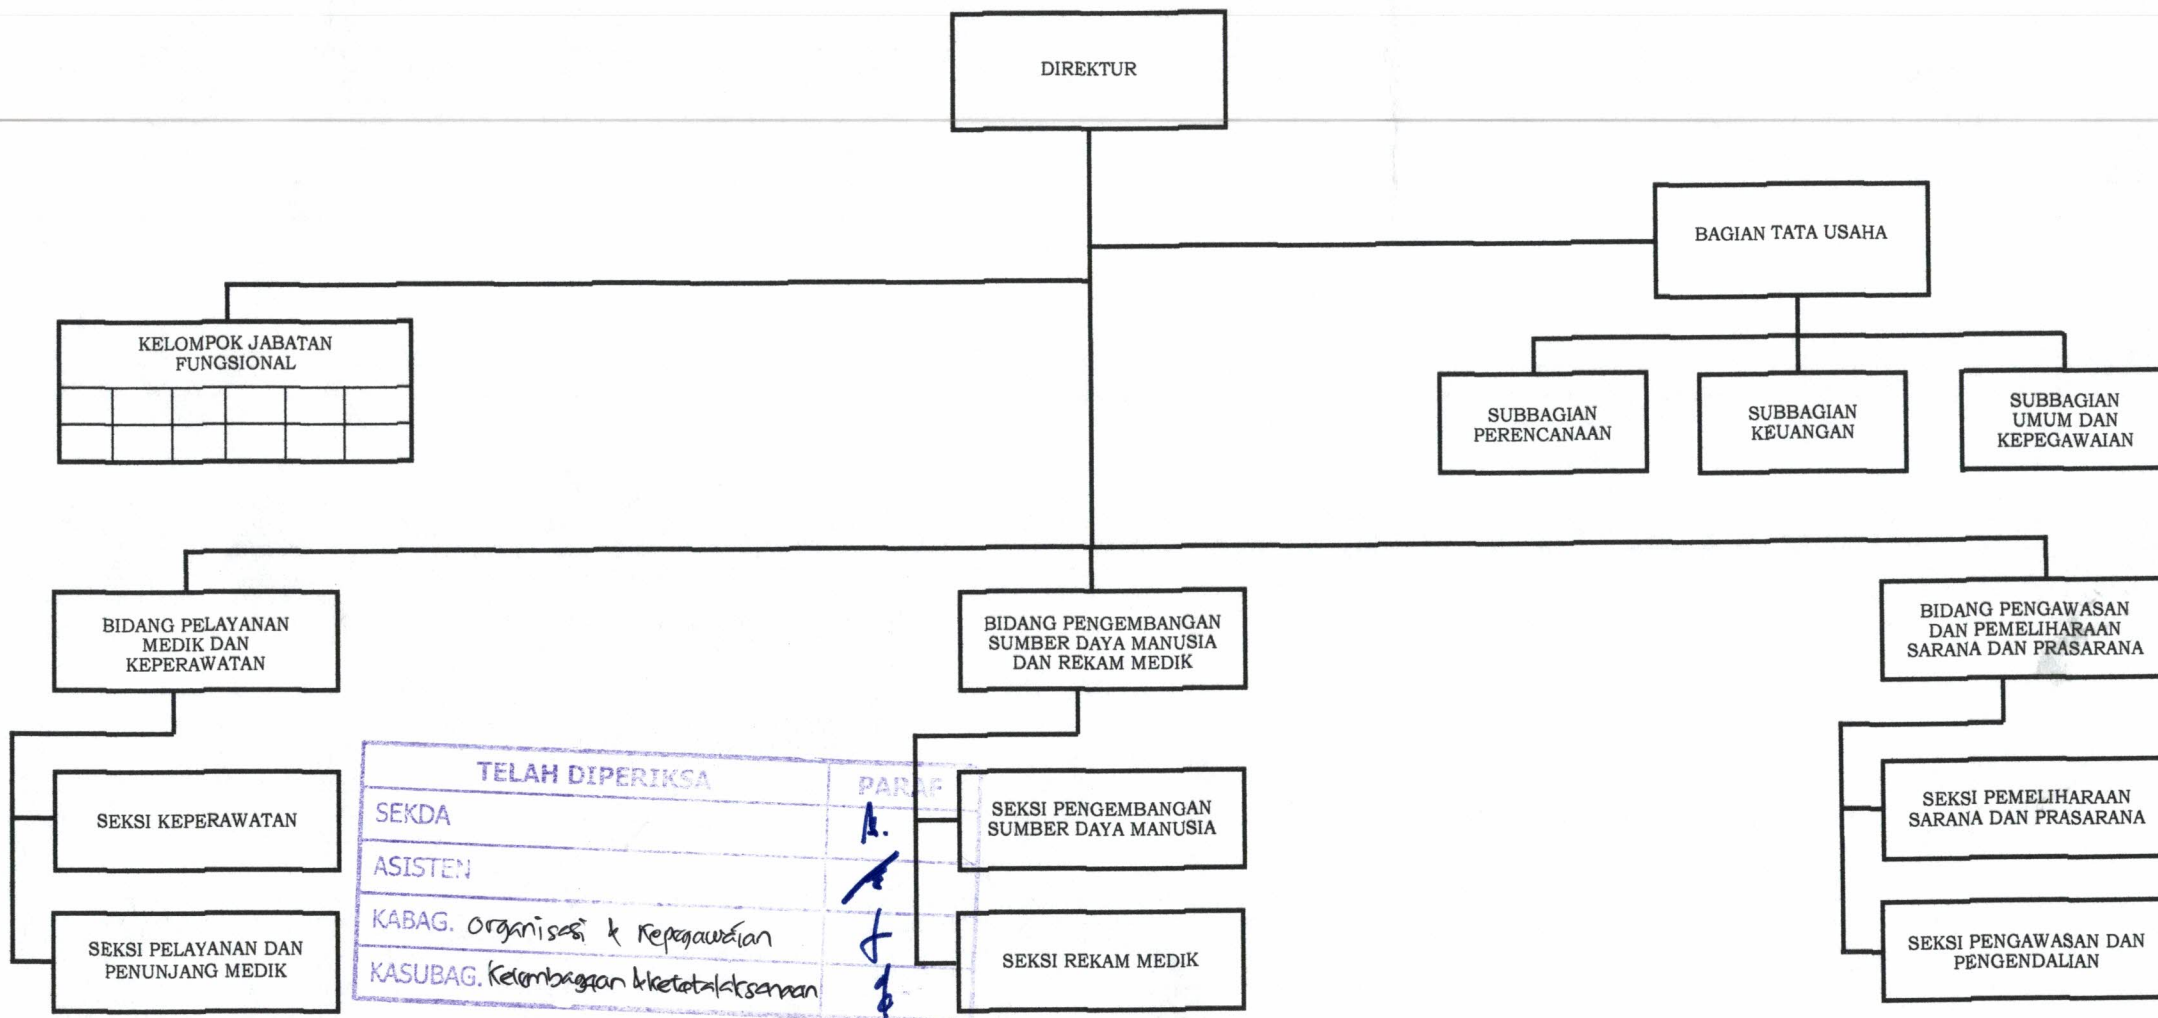 DIREKTUR
BAGIAN TATA USAHA
KELOMPOK JABATAN
FUNGSIONAL
SUBBAGIAN
PERENCANAAN
SUBBAGIAN
KEUANGAN
SUBBAGIAN
UMUM DAN
KEPEGAWAIAN
BIDANG PELAYANAN
MEDIK DAN
KEPERAWATAN
BIDANG PENGEMBANGAN
SUMBER DAYA MANUSIA
DAN REKAM MEDIK
BIDANG PENGAWASAN
DAN PEMELIHARAAN
SARANA DAN PRASARANA
SEKSI KEPERAWATAN
SEKSI PELAYANAN DAN
PENUNJANG MEDIK
TELAH DIPERIKSA PARAF
SEKDA
ASISTEN
KABAG. Organisasi & Kepegawaian
KASUBAG. Kelembagaan & ketatalaksanaan
SEKSI PENGEMBANGAN
SUMBER DAYA MANUSIA
SEKSI REKAM MEDIK
SEKSI PEMELIHARAAN
SARANA DAN PRASARANA
SEKSI PENGAWASAN DAN
PENGENDALIAN